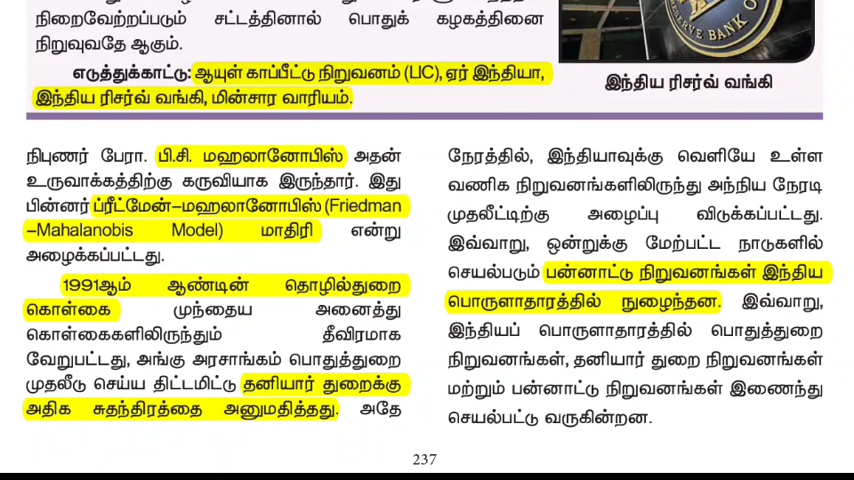 நிறைவேற்றப்படும் சட்டத்தினால் பொதுக் கழகத்தினை
நிறுவுவதே ஆகும்.
எடுத்துக்காட்டு: ஆயுள் காப்பீட்டு நிறுவனம் (LIC), ஏர் இந்தியா,
இந்திய ரிசர்வ் வங்கி, மின்சார வாரியம்.
RESERVE BANK O
இந்திய ரிசர்வ் வங்கி
நிபுணர் பேரா. பி.சி. மஹலானோபிஸ் அதன்
உருவாக்கத்திற்கு கருவியாக இருந்தார். இது
பின்னர் ப்ரீட்மேன்–மஹலானோபிஸ் (Friedman
–Mahalanobis Model) மாதிரி என்று
அழைக்கப்பட்டது.
1991ஆம் ஆண்டின் தொழில்துறை
கொள்கை முந்தைய அனைத்து
கொள்கைகளிலிருந்தும் தீவிரமாக
வேறுபட்டது, அங்கு அரசாங்கம் பொதுத்துறை
முதலீடு செய்ய திட்டமிட்டு தனியார் துறைக்கு
அதிக சுதந்திரத்தை அனுமதித்தது. அதே
நேரத்தில், இந்தியாவுக்கு வெளியே உள்ள
வணிக நிறுவனங்களிலிருந்து அந்நிய நேரடி
முதலீட்டிற்கு அழைப்பு விடுக்கப்பட்டது.
இவ்வாறு, ஒன்றுக்கு மேற்பட்ட நாடுகளில்
செயல்படும் பன்னாட்டு நிறுவனங்கள் இந்திய
பொருளாதாரத்தில் நுழைந்தன. இவ்வாறு,
இந்தியப் பொருளாதாரத்தில் பொதுத்துறை
நிறுவனங்கள், தனியார் துறை நிறுவனங்கள்
மற்றும் பன்னாட்டு நிறுவனங்கள் இணைந்து
செயல்பட்டு வருகின்றன.
237